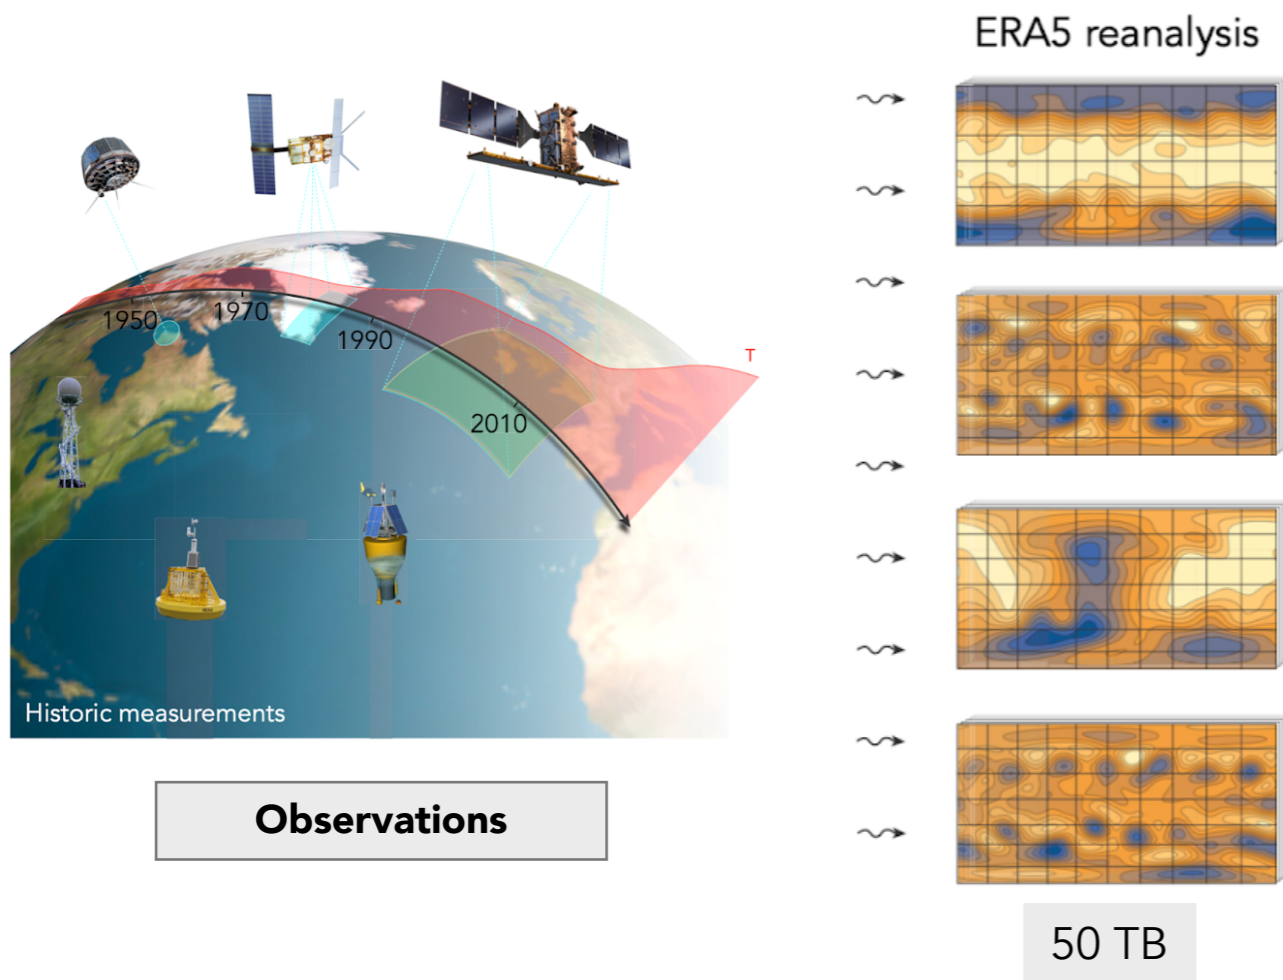 ERA5 reanalysis
1950
1970
1990
2010
T
Historic measurements
Observations
50 TB